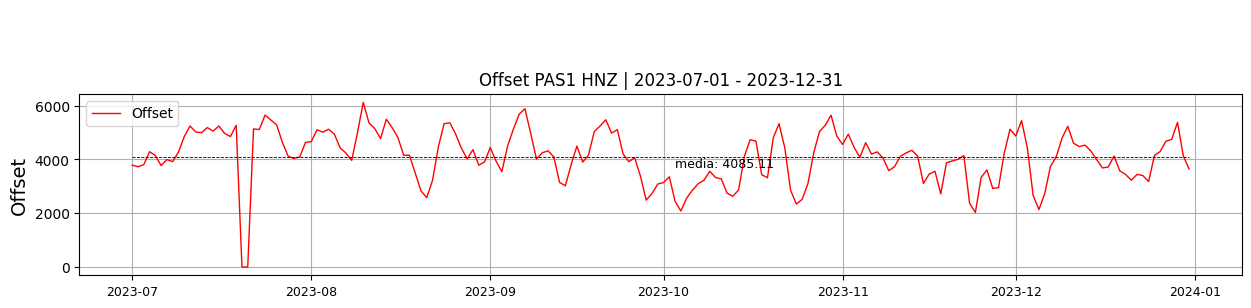 Offset PAS1 HNZ | 2023-07-01 - 2023-12-31
Offset
Offset
6000
4000
2000
0
media: 4085.11
2023-07
2023-08
2023-09
2023-10
2023-11
2023-12
2024-01